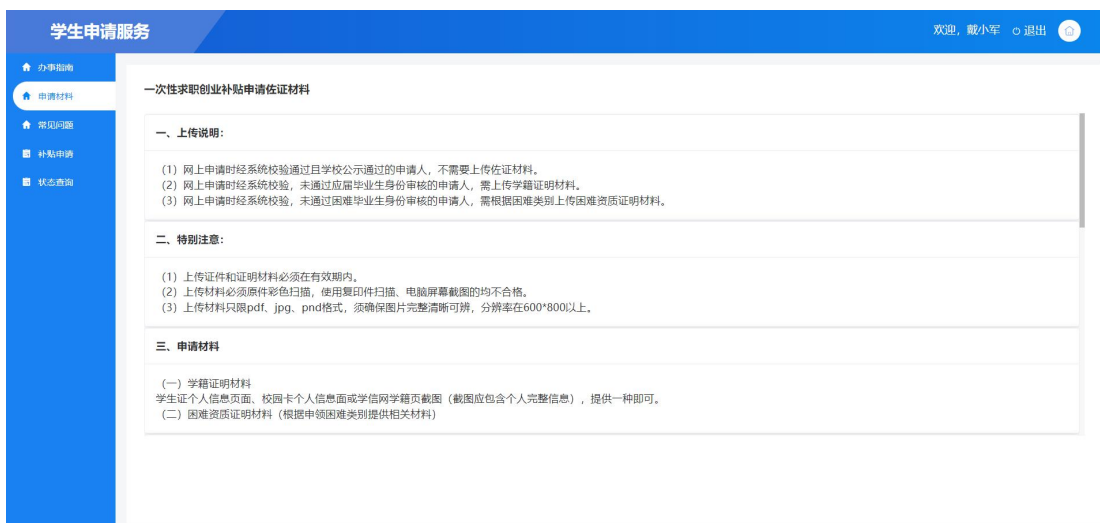 学生申请服务
欢迎，戴小军 退出
办事指南
申请材料
常见问题
补贴申请
状态查询
一次性求职创业补贴申请佐证材料
一、上传说明：
（1）网上申请时经系统校验通过且学校公示通过的申请人，不需要上传佐证材料。
（2）网上申请时经系统校验，未通过应届毕业生身份审核的申请人，需上传学籍证明材料。
（3）网上申请时经系统校验，未通过困难毕业生身份审核的申请人，需根据困难类别上传困难资质证明材料。
二、特别注意：
（1）上传证件和证明材料必须在有效期内。
（2）上传材料必须原件彩色扫描，使用复印件扫描、电脑屏幕截图的均不合格。
（3）上传材料只限pdf、jpg、pnd格式，须确保图片完整清晰可辨，分辨率在600*800以上。
三、申请材料
（一）学籍证明材料
学生证个人信息页面、校园卡个人信息面或学信网学籍页截图（截图应包含个人完整信息），提供一种即可。
（二）困难资质证明材料（根据申领困难类别提供相关材料）